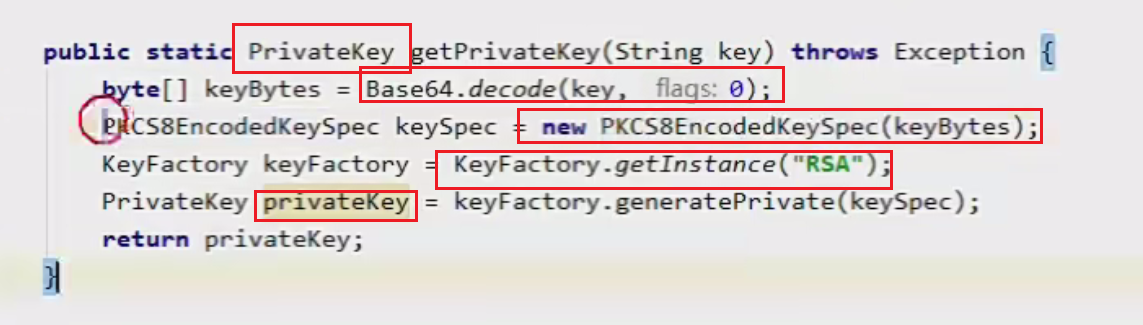 public static PrivateKey getPrivateKey(String key) throws Exception {
byte[] keyBytes = Base64.decode(key, flags: 0);
PKCS8EncodedKeySpec keySpec = new PKCS8EncodedKeySpec(keyBytes);
KeyFactory keyFactory = KeyFactory.getInstance("RSA");
PrivateKey privateKey = keyFactory.generatePrivate(keySpec);
return privateKey;
}